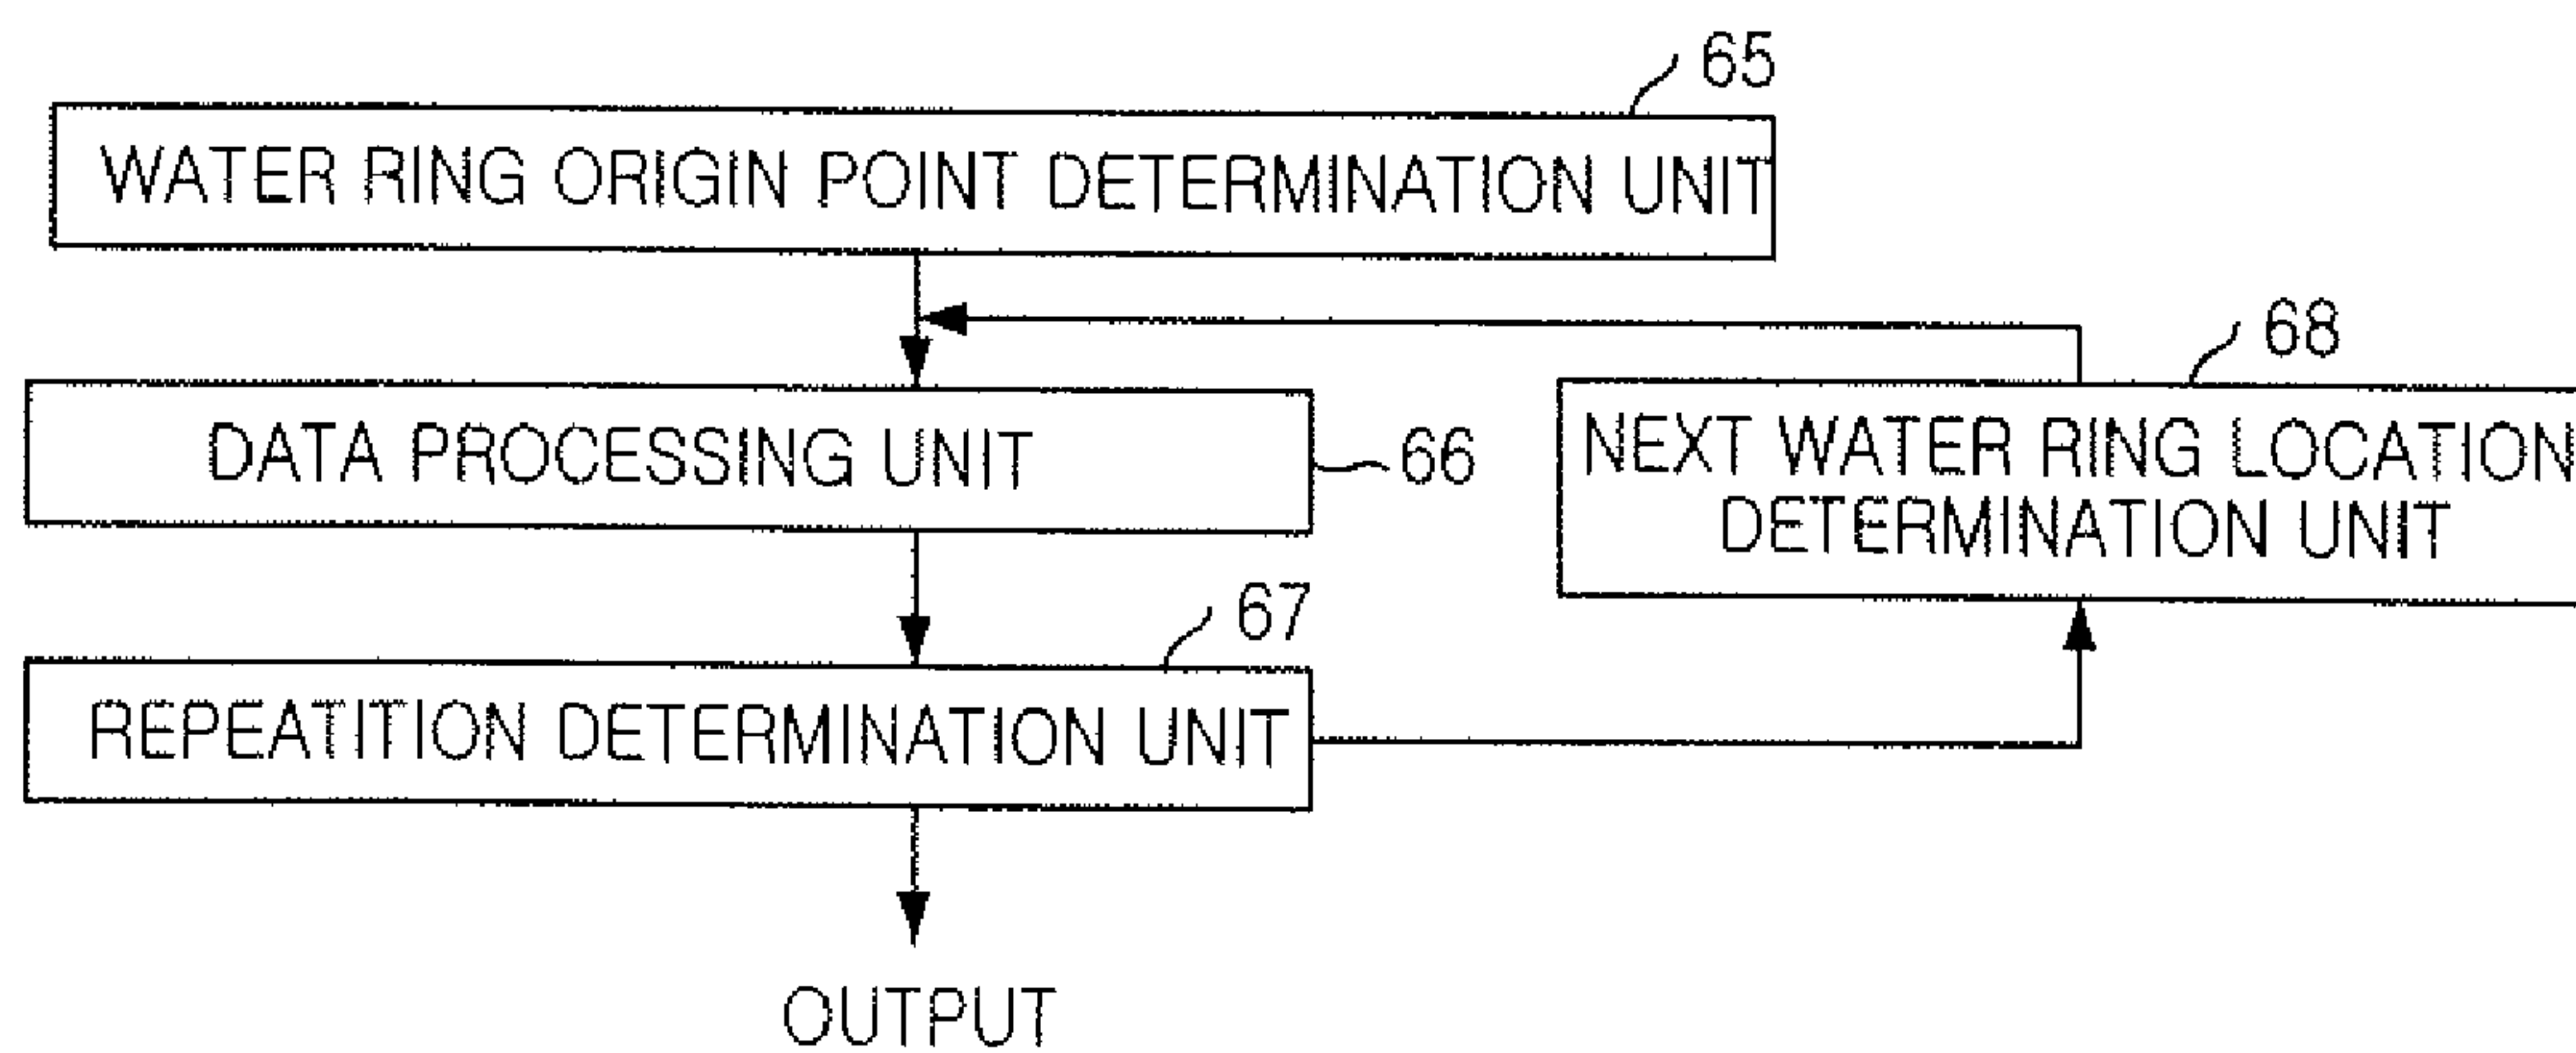 65
WATER RING ORIGIN POINT DETERMINATION UNIT
68
DATA PROCESSING UNIT
66
NEXT WATER RING LOCATION
DETERMINATION UNIT
67
REPEATITION DETERMINATION UNIT
OUTPUT